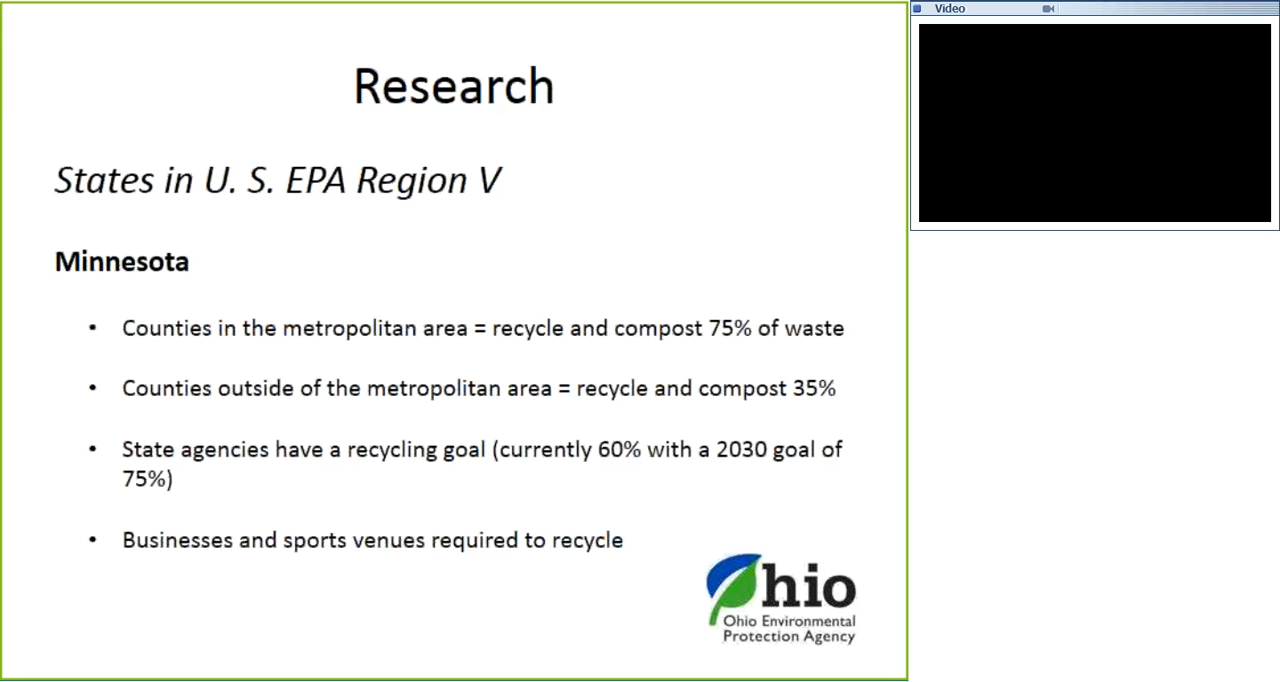 Research
States in U. S. EPA Region V
Minnesota
• Counties in the metropolitan area = recycle and compost 75% of waste
• Counties outside of the metropolitan area = recycle and compost 35%
• State agencies have a recycling goal (currently 60% with a 2030 goal of
75%)
• Businesses and sports venues required to recycle
Ohio
Ohio Environmental
Protection Agency
Video